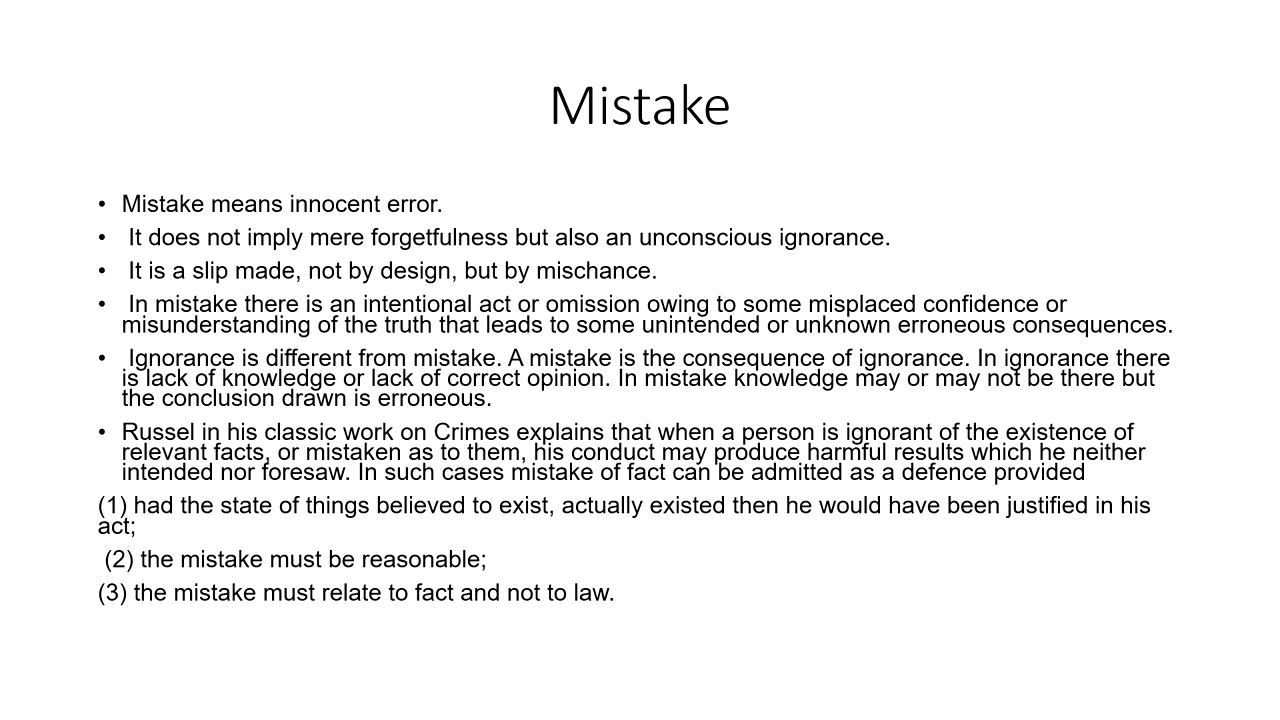 Mistake
• Mistake means innocent error.
• It does not imply mere forgetfulness but also an unconscious ignorance.
• It is a slip made, not by design, but by mischance.
• In mistake there is an intentional act or omission owing to some misplaced confidence or
misunderstanding of the truth that leads to some unintended or unknown erroneous consequences.
• Ignorance is different from mistake. A mistake is the consequence of ignorance. In ignorance there
is lack of knowledge or lack of correct opinion. In mistake knowledge may or may not be there but
the conclusion drawn is erroneous.
• Russel in his classic work on Crimes explains that when a person is ignorant of the existence of
relevant facts, or mistaken as to them, his conduct may produce harmful results which he neither
intended nor foresaw. In such cases mistake of fact can be admitted as a defence provided
(1) had the state of things believed to exist, actually existed then he would have been justified in his
act;
(2) the mistake must be reasonable;
(3) the mistake must relate to fact and not to law.